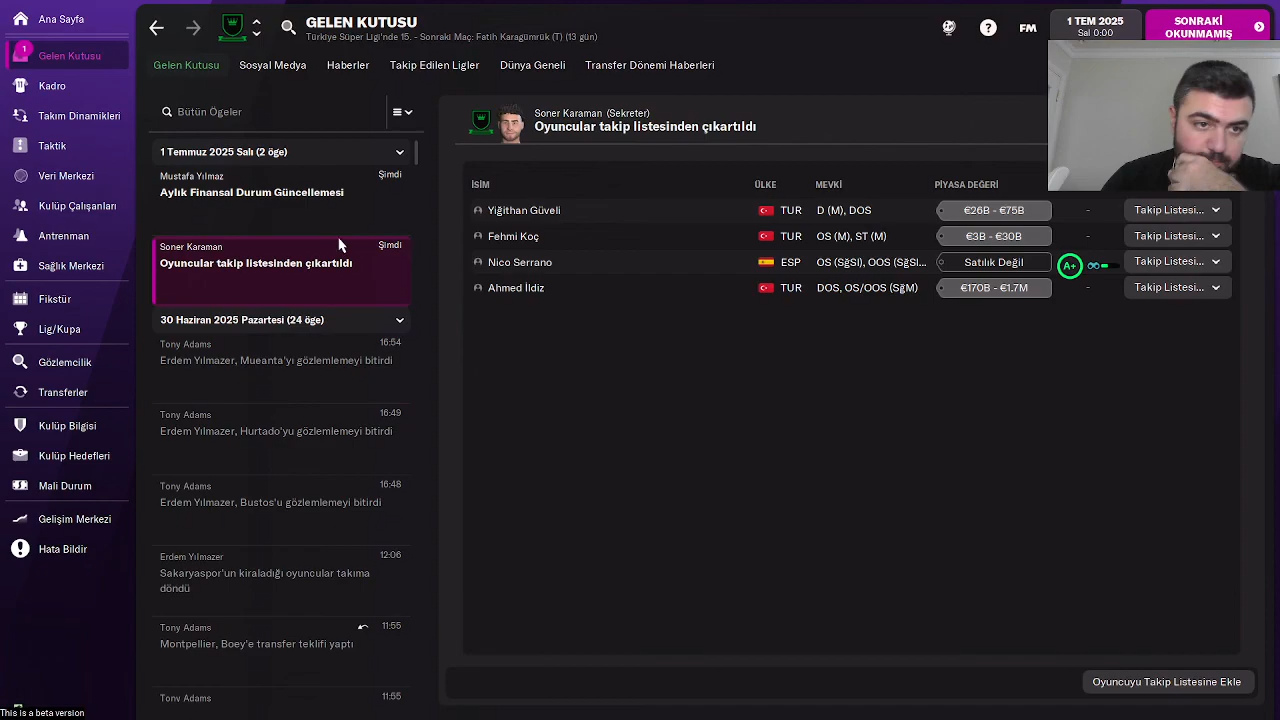 Ana Sayfa
1
Gelen Kutusu
Kadro
Takım Dinamikleri
Taktik
Veri Merkezi
Kulüp Çalışanları
Antrenman
Sağlık Merkezi
Fikstür
Lig/Kupa
Gözlemcilik
Transferler
Kulüp Bilgisi
Kulüp Hedefleri
Mali Durum
Gelişim Merkezi
Hata Bildir
This is a beta version
GELEN KUTUSU
Türkiye Süper Ligi'nde 15. - Sonraki Maç: Fatih Karagümrük (T) (13 gün)
FM
1 TEM 2025
Sal 0:00
SONRAKİ
OKUNMAMIŞ
Gelen Kutusu
Sosyal Medya
Haberler
Takip Edilen Ligler
Dünya Geneli
Transfer Dönemi Haberleri
Bütün Ögeler
1 Temmuz 2025 Salı (2 öge)
Mustafa Yılmaz
Şimdi
Aylık Finansal Durum Güncellemesi
Soner Karaman
Şimdi
Oyuncular takip listesinden çıkartıldı
30 Haziran 2025 Pazartesi (24 öge)
Tony Adams
16:54
Erdem Yılmazer, Mueanta'yı gözlemlemeyi bitirdi
Tony Adams
16:49
Erdem Yılmazer, Hurtado'yu gözlemlemeyi bitirdi
Tony Adams
16:48
Erdem Yılmazer, Bustos'u gözlemlemeyi bitirdi
Erdem Yılmazer
12:06
Sakaryaspor'un kiraladığı oyuncular takıma
döndü
Tony Adams
11:55
Montpellier, Boey'e transfer teklifi yaptı
Tony Adams
11:55
Soner Karaman (Sekreter)
Oyuncular takip listesinden çıkartıldı
İSİM ÜLKE MEVKİ PİYASA DEĞERİ
Yiğithan Güveli TUR D (M), DOS €26B - €75B - Takip Listesi...
Fehmi Koç TUR OS (M), ST (M) €3B - €30B - Takip Listesi...
Nico Serrano ESP OS (SğSl), OOS (SğSl... Satılık Değil A+ Takip Listesi...
Ahmed İldiz TUR DOS, OS/OOS (SğM) €170B - €1.7M - Takip Listesi...
Oyuncuyu Takip Listesine Ekle